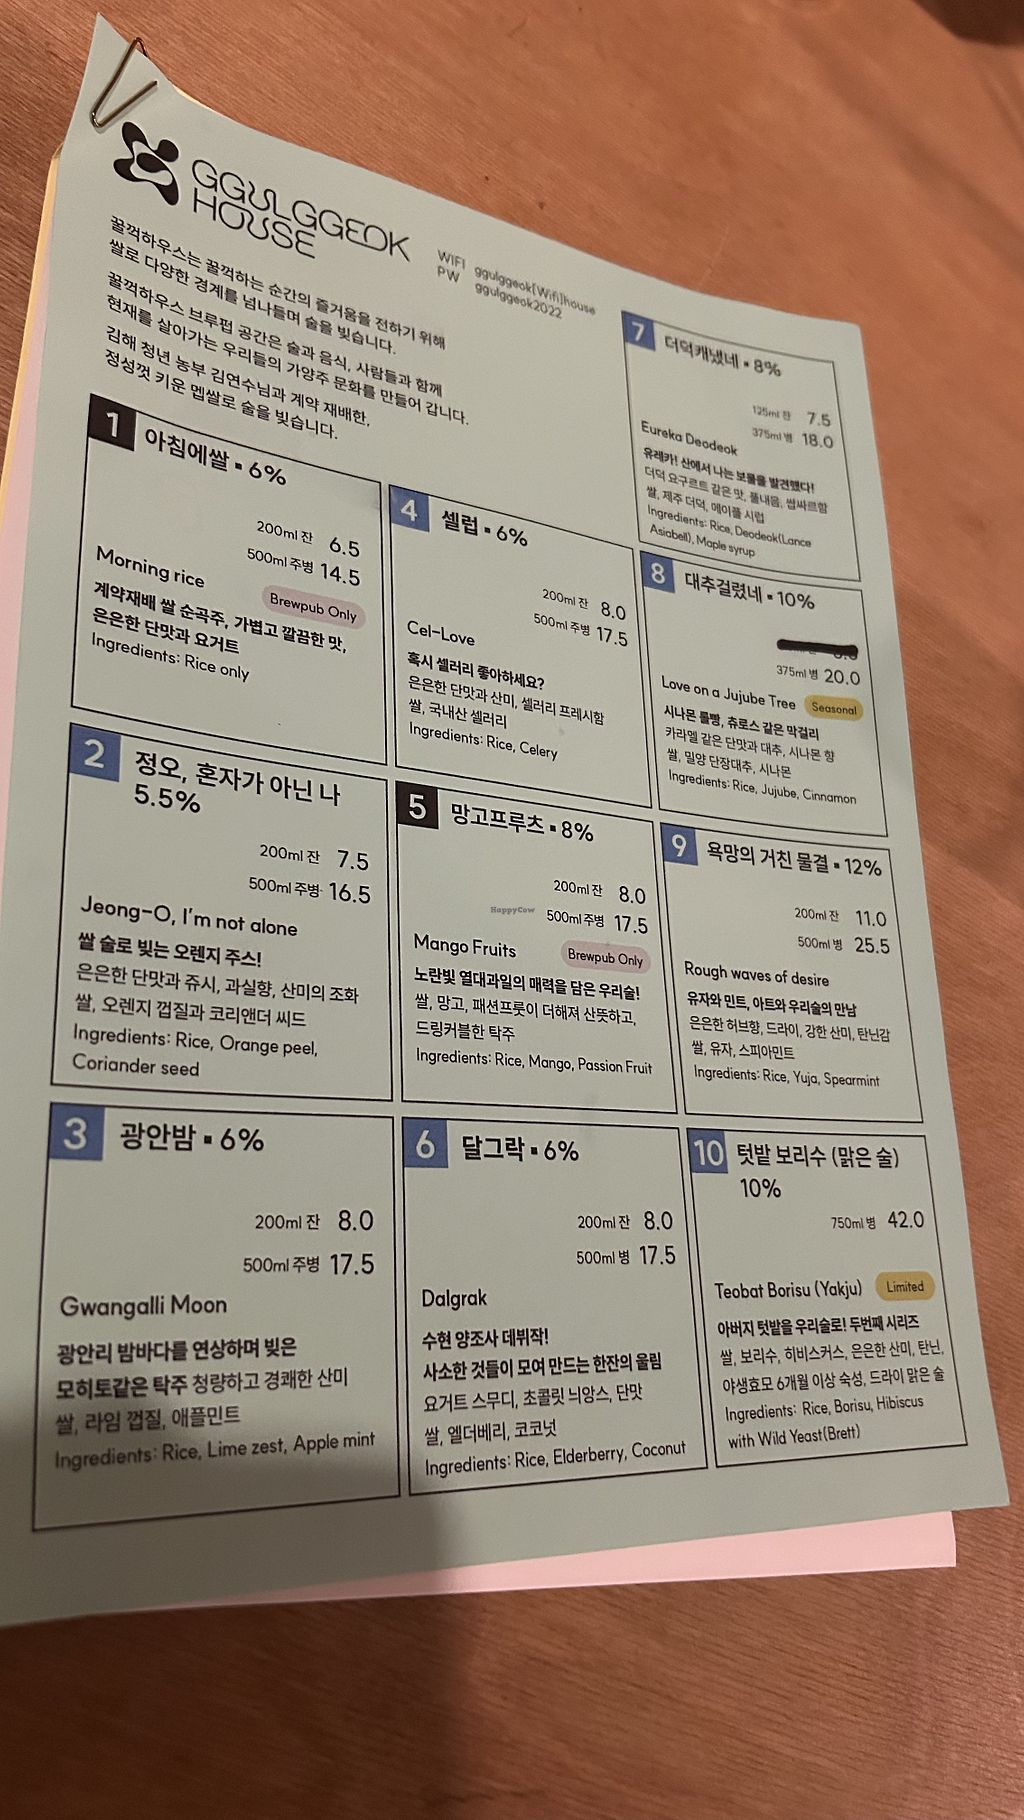 GGULGGEOK
HOUSE
WIFI ggulggeok[Wifi]house
PW ggulggeok2022
꿀꺽하우스는 꿀꺽하는 순간의 즐거움을 전하기 위해
쌀로 다양한 경계를 넘나들며 술을 빚습니다.
꿀꺽하우스 브루펍 공간은 술과 음식, 사람들과 함께
현재를 살아가는 우리들의 가양주 문화를 만들어 갑니다.
김해 청년 농부 김연수님과 계약 재배한,
정성껏 키운 멥쌀로 술을 빚습니다.
1 아침에쌀 ▪ 6%
200ml 잔 6.5
500ml 주병 14.5
Morning rice
Brewpub Only
계약재배 쌀 순곡주, 가볍고 깔끔한 맛,
은은한 단맛과 요거트
Ingredients: Rice only
2 정오, 혼자가 아닌 나
5.5%
200ml 잔 7.5
500ml 주병 16.5
Jeong-O, I'm not alone
쌀 술로 빚는 오렌지 주스!
은은한 단맛과 쥬시, 과실향, 산미의 조화
쌀, 오렌지 껍질과 코리앤더 씨드
Ingredients: Rice, Orange peel,
Coriander seed
3 광안밤 ▪ 6%
200ml 잔 8.0
500ml 주병 17.5
Gwangalli Moon
광안리 밤바다를 연상하며 빚은
모히토같은 탁주 청량하고 경쾌한 산미
쌀, 라임 껍질, 애플민트
Ingredients: Rice, Lime zest, Apple mint
4 셀럽 ▪ 6%
200ml 잔 8.0
500ml 주병 17.5
Cel-Love
혹시 셀러리 좋아하세요?
은은한 단맛과 산미, 셀러리 프레시함
쌀, 국내산 셀러리
Ingredients: Rice, Celery
5 망고프루츠 ▪ 8%
200ml 잔 8.0
HappyCow
500ml 주병 17.5
Mango Fruits
Brewpub Only
노란빛 열대과일의 매력을 담은 우리술!
쌀, 망고, 패션프룻이 더해져 산뜻하고,
드링커블한 탁주
Ingredients: Rice, Mango, Passion Fruit
6 달그락 ▪ 6%
200ml 잔 8.0
500ml 병 17.5
Dalgrak
수현 양조사 데뷔작!
사소한 것들이 모여 만드는 한잔의 울림
요거트 스무디, 초콜릿 늬앙스, 단맛
쌀, 엘더베리, 코코넛
Ingredients: Rice, Elderberry, Coconut
7 더덕캐냈네 ▪ 8%
125ml 잔 7.5
375ml 병 18.0
Eureka Deodeok
유레카! 산에서 나는 보물을 발견했다!
더덕 요구르트 같은 맛, 풀내음, 쌉싸르함
쌀, 제주 더덕, 메이플 시럽
Ingredients: Rice, Deodeok(Lance
Asiabell), Maple syrup
8 대추걸렸네 ▪ 10%
375ml 병 20.0
Love on a Jujube Tree
Seasonal
시나몬 롤빵, 츄로스 같은 막걸리
카라멜 같은 단맛과 대추, 시나몬 향
쌀, 밀양 단장대추, 시나몬
Ingredients: Rice, Jujube, Cinnamon
9 욕망의 거친 물결 ▪ 12%
200ml 잔 11.0
500ml 병 25.5
Rough waves of desire
유자와 민트, 아트와 우리술의 만남
은은한 허브향, 드라이, 강한 산미, 탄닌감
쌀, 유자, 스피아민트
Ingredients: Rice, Yuja, Spearmint
10 텃밭 보리수 (맑은 술)
10%
750ml 병 42.0
Teobat Borisu (Yakju)
Limited
아버지 텃밭을 우리술로! 두번째 시리즈
쌀, 보리수, 히비스커스, 은은한 산미, 탄닌,
야생효모 6개월 이상 숙성, 드라이 맑은 술
Ingredients: Rice, Borisu, Hibiscus
with Wild Yeast(Brett)